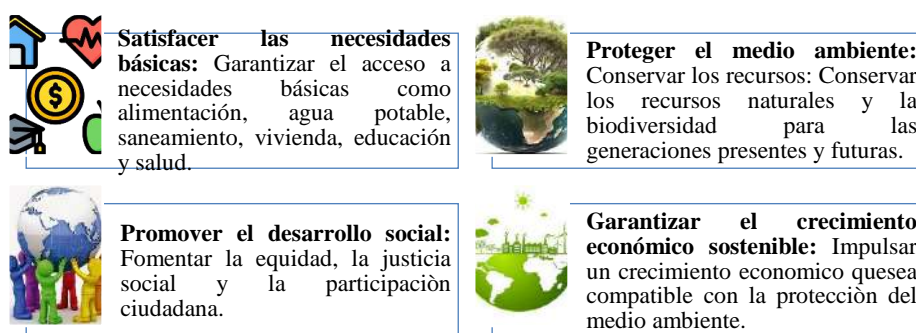 Satisfacer las necesidades
básicas: Garantizar el acceso a
necesidades básicas como
alimentación, agua potable,
saneamiento, vivienda, educación
y salud.
Proteger el medio ambiente:
Conservar los recursos: Conservar
los recursos naturales y la
biodiversidad para las
generaciones presentes y futuras.
Promover el desarrollo social:
Fomentar la equidad, la justicia
social y la participaciòn
ciudadana.
Garantizar el crecimiento
económico sostenible: Impulsar
un crecimiento economico quesea
compatible con la protecciòn del
medio ambiente.